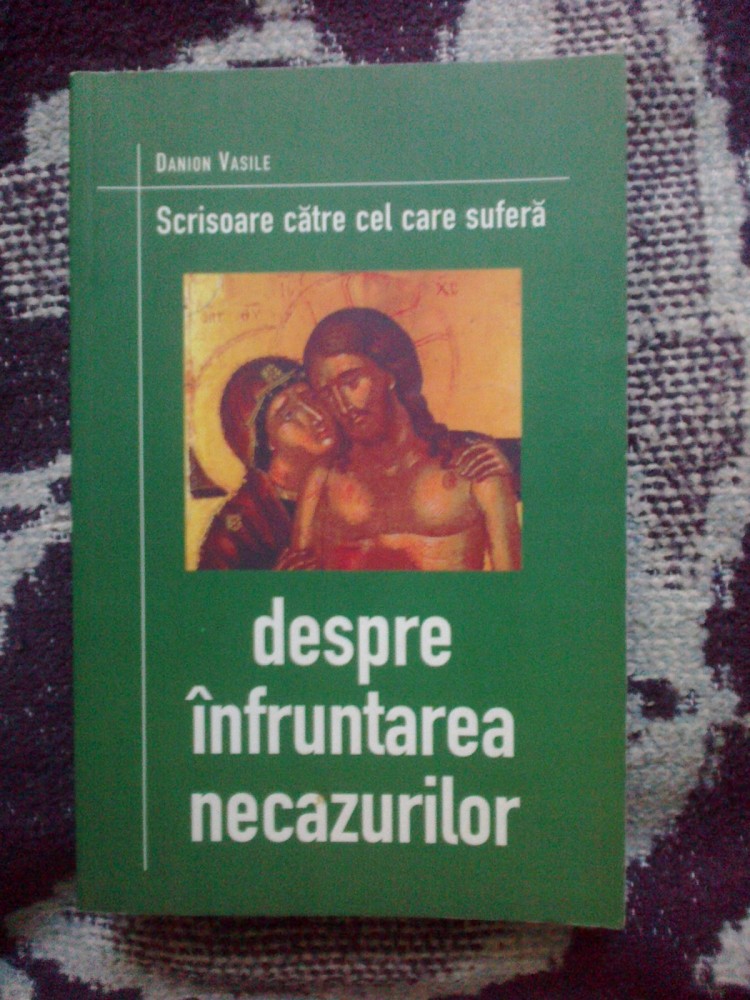 DANION VASILE
Scrisoare către cel care suferă
despre
înfruntarea
necazurilor